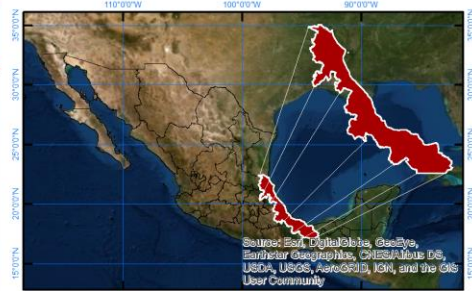 110°0'0"W 100°0'0"W 90°0'0"W
35°0'0"N
30°0'0"N
25°0'0"N
20°0'0"N
15°0'0"N
Source: Esri, DigitalGlobe, GeoEye,
Earthstar Geographics, CNES/Airbus DS,
USDA, USGS, AeroGRID, IGN, and the GIS
User Community